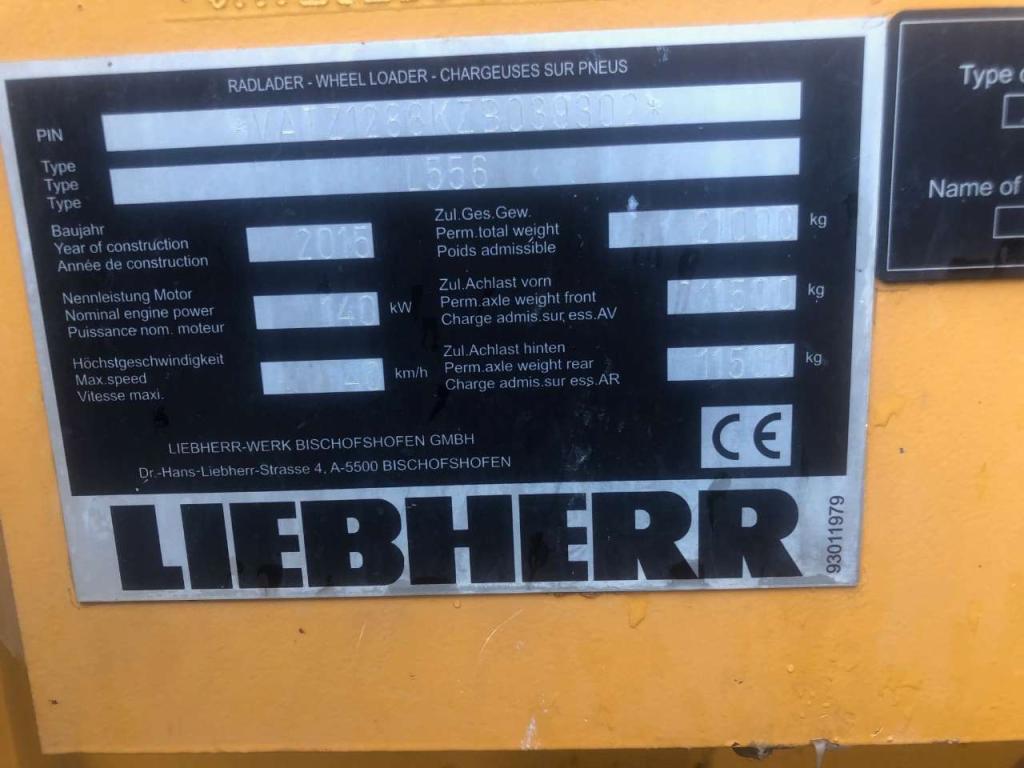 RADLADER - WHEEL LOADER - CHARGEUSES SUR PNEUS
PIN
Type L556
Type
Type
Baujahr
Year of construction 2015
Année de construction
Nennleistung Motor
Nominal engine power 140 kW
Puissance nom. moteur
Höchstgeschwindigkeit
Max.speed 40 km/h
Vitesse maxi.
Zul.Ges.Gew.
Perm.total weight 21000 kg
Poids admissible
Zul.Achlast vorn
Perm.axle weight front 11500 kg
Charge admis.sur ess.AV
Zul.Achlast hinten
Perm.axle weight rear 11500 kg
Charge admis.sur ess.AR
CE
LIEBHERR-WERK BISCHOFSHOFEN GMBH
Dr.-Hans-Liebherr-Strasse 4, A-5500 BISCHOFSHOFEN
LIEBHERR
93011979
Type
Name of